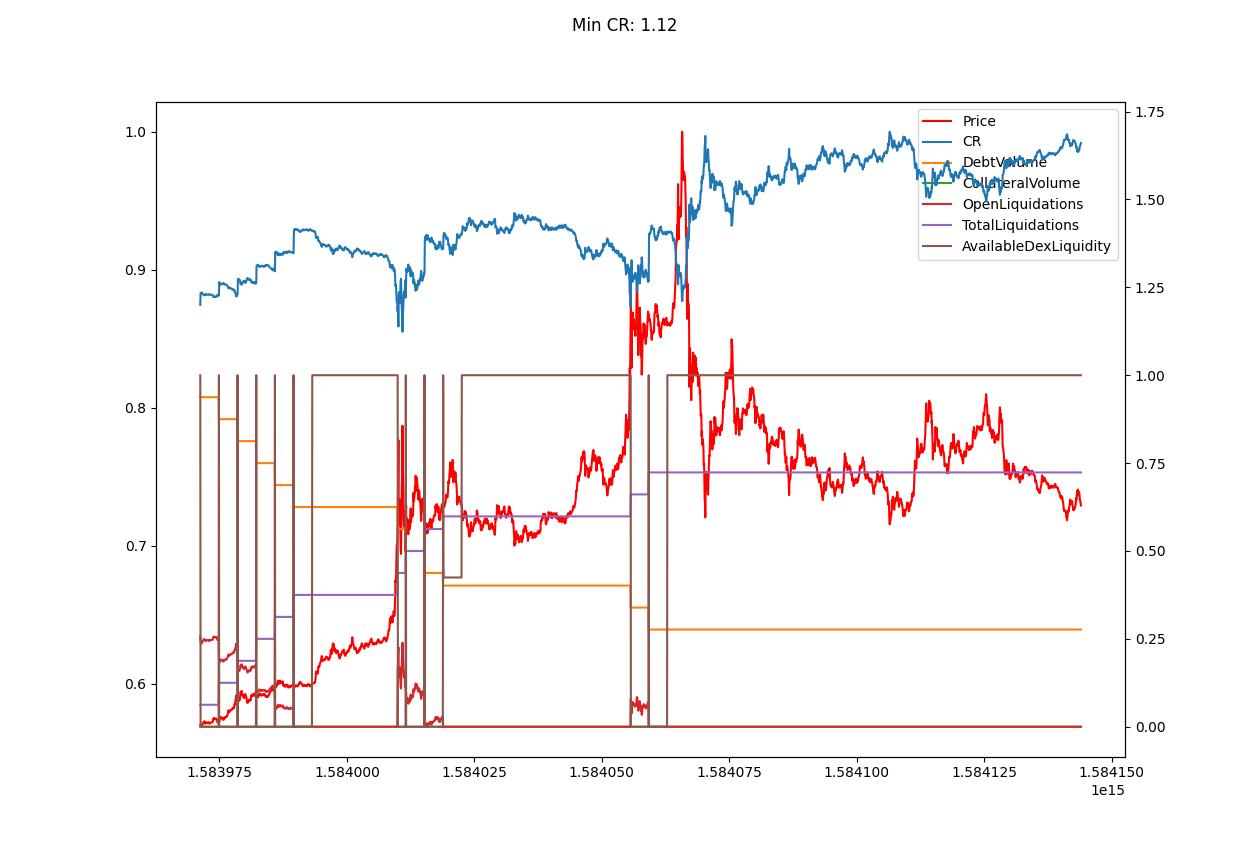 Min CR: 1.12
1.0
0.9
0.8
0.7
0.6
1.75
1.50
1.25
1.00
0.75
0.50
0.25
0.00
Price
CR
DebtVolume
CollateralVolume
OpenLiquidations
TotalLiquidations
AvailableDexLiquidity
1.583975 1.584000 1.584025 1.584050 1.584075 1.584100 1.584125 1.584150
1e15